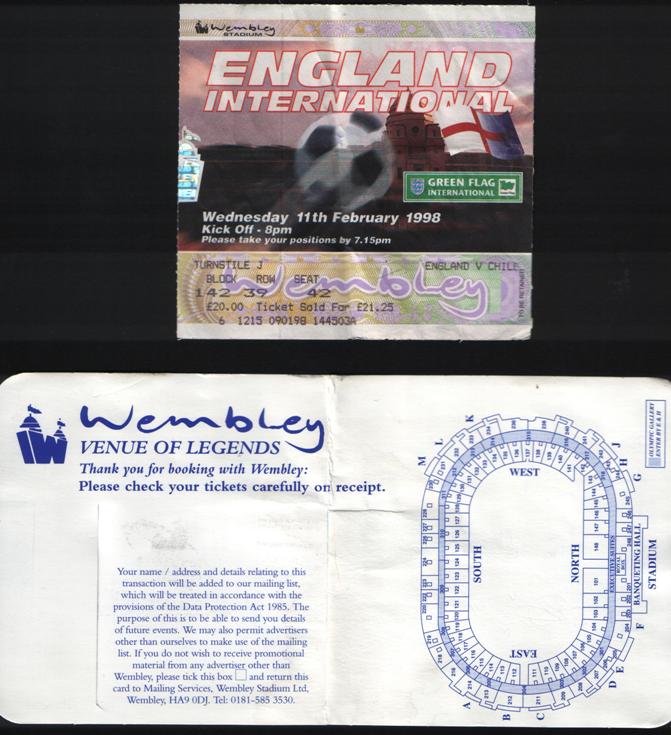 Wembley
STADIUM
ENGLAND
INTERNATIONAL
GREEN FLAG
INTERNATIONAL
Wednesday 11th February 1998
Kick Off - 8pm
Please take your positions by 7.15pm
TURNSTILE J ENGLAND V CHILE
BLOCK ROW SEAT
142 39 42
£20.00 Ticket Sold For £21.25
6 1215 090198 144503A
TO BE RETAINED
Wembley
Wembley
VENUE OF LEGENDS
Thank you for booking with Wembley:
Please check your tickets carefully on receipt.
Your name / address and details relating to this
transaction will be added to our mailing list,
which will be treated in accordance with the
provisions of the Data Protection Act 1985. The
purpose of this is to be able to send you details
of future events. We may also permit advertisers
other than ourselves to make use of the mailing
list. If you do not wish to receive promotional
material from any advertiser other than
Wembley, please tick this box and return this
card to Mailing Services, Wembley Stadium Ltd,
Wembley, HA9 0DJ. Tel: 0181-585 3530.
OLYMPIC GALLERY
ENTER BY E & H
K
L
M
J
H
G
WEST
SOUTH
NORTH
EAST
EXECUTIVE SUITES
ROYAL BOX
BANQUETING HALL
STADIUM
F
E
D
A
B
C